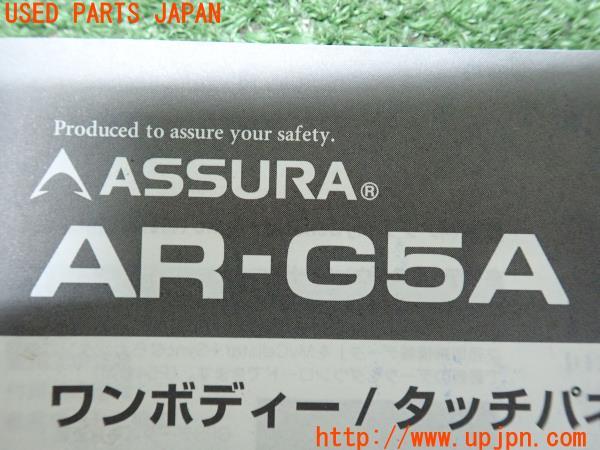 USED PARTS JAPAN
Produced to assure your safety.
ASSURA®
AR-G5A
ワンボディー/タッチパネ
http://www.upjpn.com